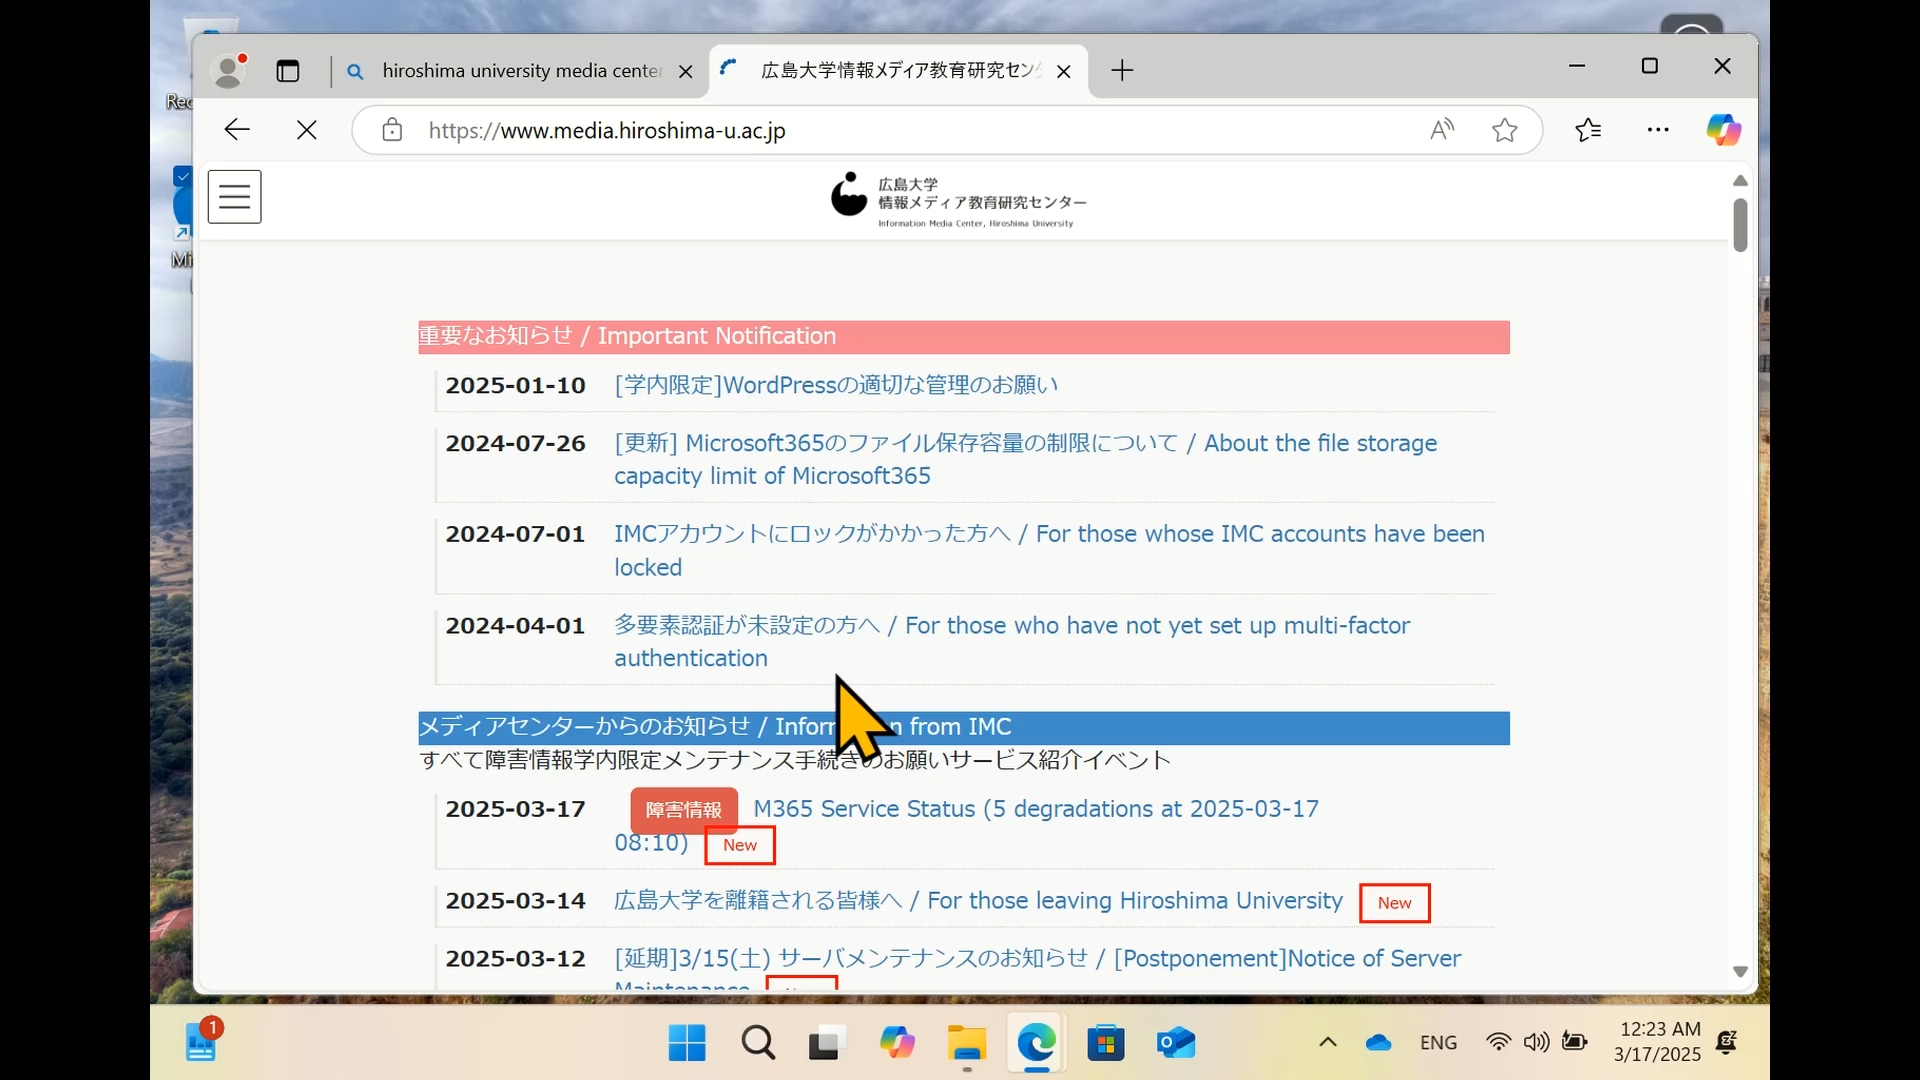 hiroshima university media center
広島大学情報メディア教育研究セン
https://www.media.hiroshima-u.ac.jp
広島大学
情報メディア教育研究センター
Information Media Center, Hiroshima University
重要なお知らせ / Important Notification
2025-01-10 [学内限定]WordPressの適切な管理のお願い
2024-07-26 [更新] Microsoft365のファイル保存容量の制限について / About the file storage
capacity limit of Microsoft365
2024-07-01 IMCアカウントにロックがかかった方へ / For those whose IMC accounts have been
locked
2024-04-01 多要素認証が未設定の方へ / For those who have not yet set up multi-factor
authentication
メディアセンターからのお知らせ / Information from IMC
すべて障害情報学内限定メンテナンス手続きのお願いサービス紹介イベント
2025-03-17 障害情報 M365 Service Status (5 degradations at 2025-03-17
08:10) New
2025-03-14 広島大学を離籍される皆様へ / For those leaving Hiroshima University New
2025-03-12 [延期]3/15(土) サーバメンテナンスのお知らせ / [Postponement]Notice of Server
Maintenance
1
ENG
12:23 AM
3/17/2025